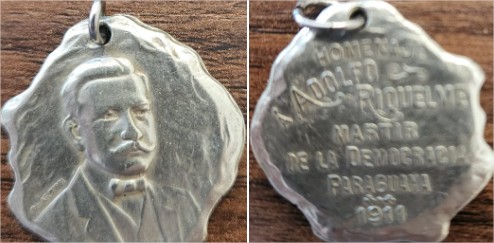 HOMENAJE
A ADOLFO
RIQUELME
MARTIR
DE LA DEMOCRACIA
PARAGUAYA
1911